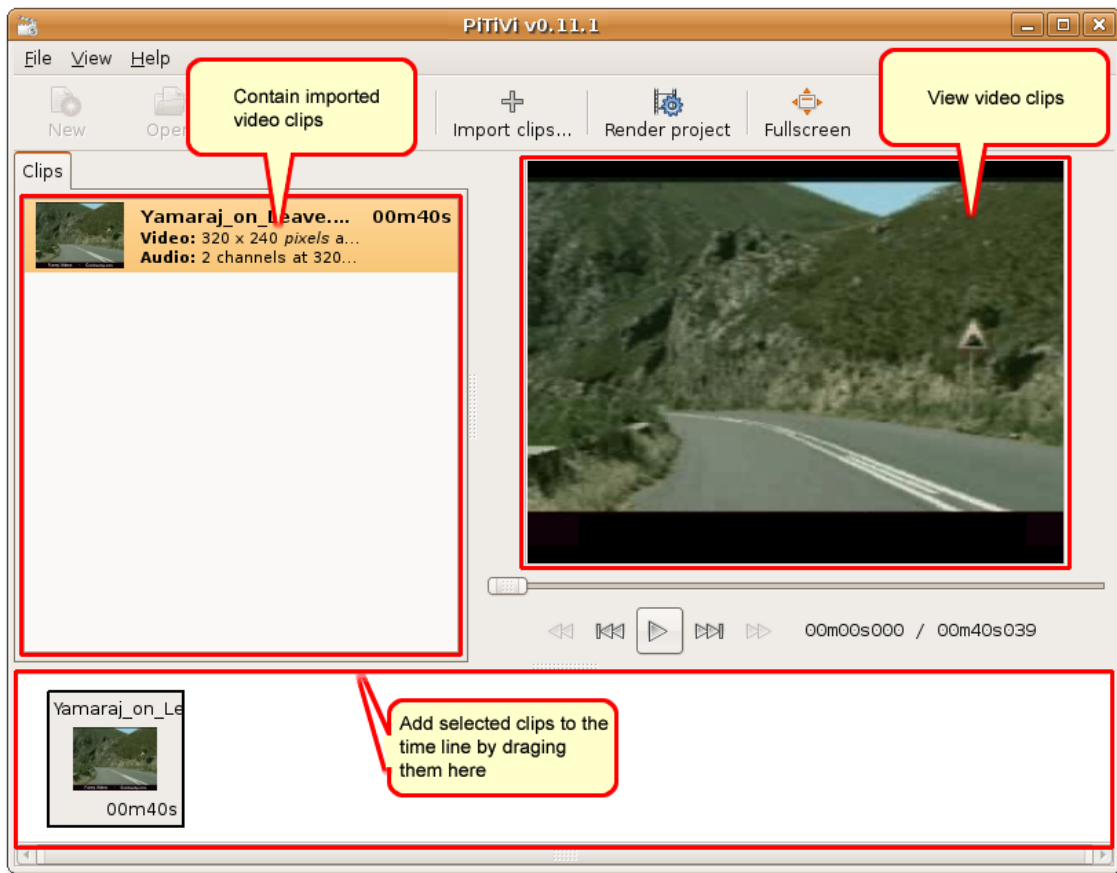 PiTiVi v0.11.1
File View Help
Contain imported
video clips
View video clips
New
Import clips...
Render project
Fullscreen
Clips
Yamaraj_on_Leave.... 00m40s
Video: 320 x 240 pixels a...
Audio: 2 channels at 320...
00m00s000 / 00m40s039
Yamaraj_on_Le
00m40s
Add selected clips to the
time line by draging
them here